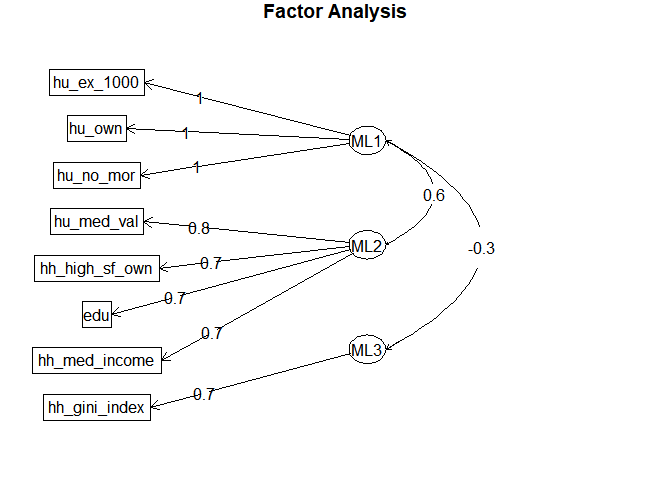 Factor Analysis
hu_ex_1000
1
hu_own
1
ML1
hu_no_mor
1
0.6
hu_med_val
0.8
ML2
-0.3
hh_high_sf_own
0.7
edu
0.7
hh_med_income
0.7
ML3
hh_gini_index
0.7